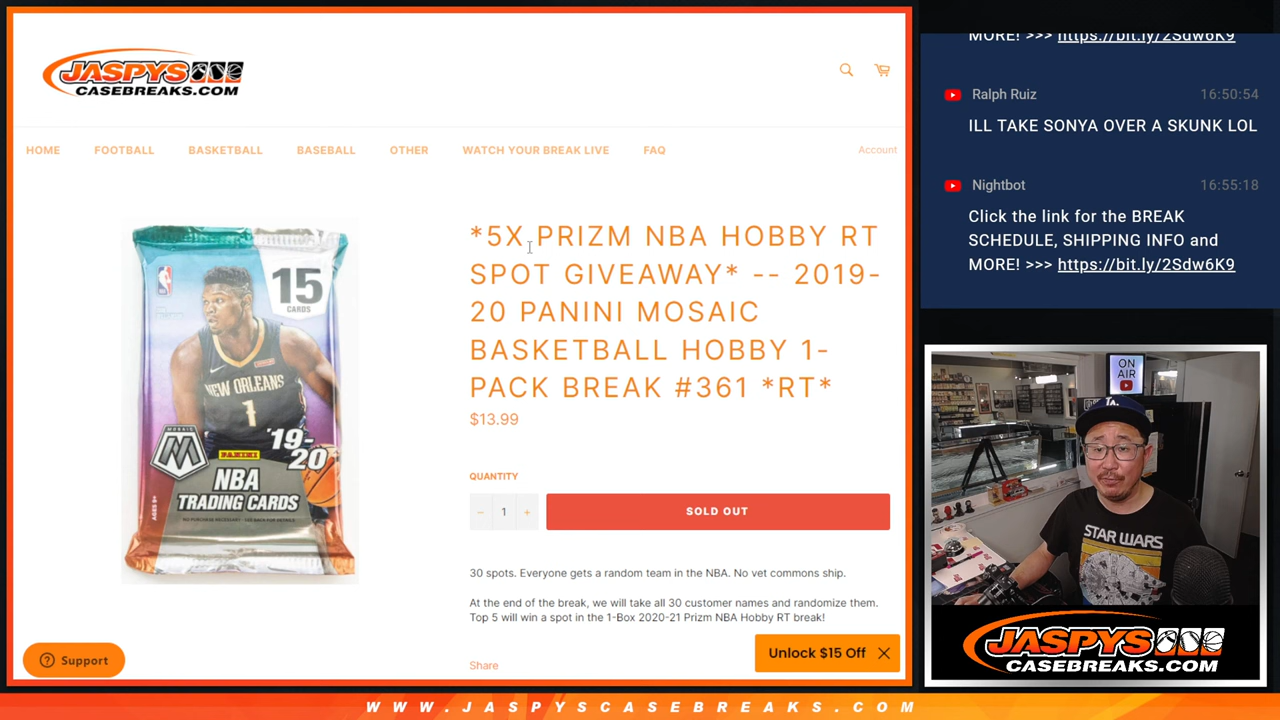 JASPYS
CASEBREAKS.COM
HOME FOOTBALL BASKETBALL BASEBALL OTHER WATCH YOUR BREAK LIVE FAQ Account
15
CARDS
NEW ORLEANS
1
MOSAIC
M
PANINI
'19-
20
NBA
TRADING CARDS
*5X PRIZM NBA HOBBY RT
SPOT GIVEAWAY* -- 2019-
20 PANINI MOSAIC
BASKETBALL HOBBY 1-
PACK BREAK #361 *RT*
$13.99
QUANTITY
− 1 +
SOLD OUT
30 spots. Everyone gets a random team in the NBA. No vet commons ship.
At the end of the break, we will take all 30 customer names and randomize them.
Top 5 will win a spot in the 1-Box 2020-21 Prizm NBA Hobby RT break!
Share
Support
Unlock $15 Off
MORE! >>> https://bit.ly/2Sdw6K9
Ralph Ruiz 16:50:54
ILL TAKE SONYA OVER A SKUNK LOL
Nightbot 16:55:18
Click the link for the BREAK
SCHEDULE, SHIPPING INFO and
MORE! >>> https://bit.ly/2Sdw6K9
ON
AIR
STAR WARS
JASPYS
CASEBREAKS.COM
WWW.JASPYSCASEBREAKS.COM